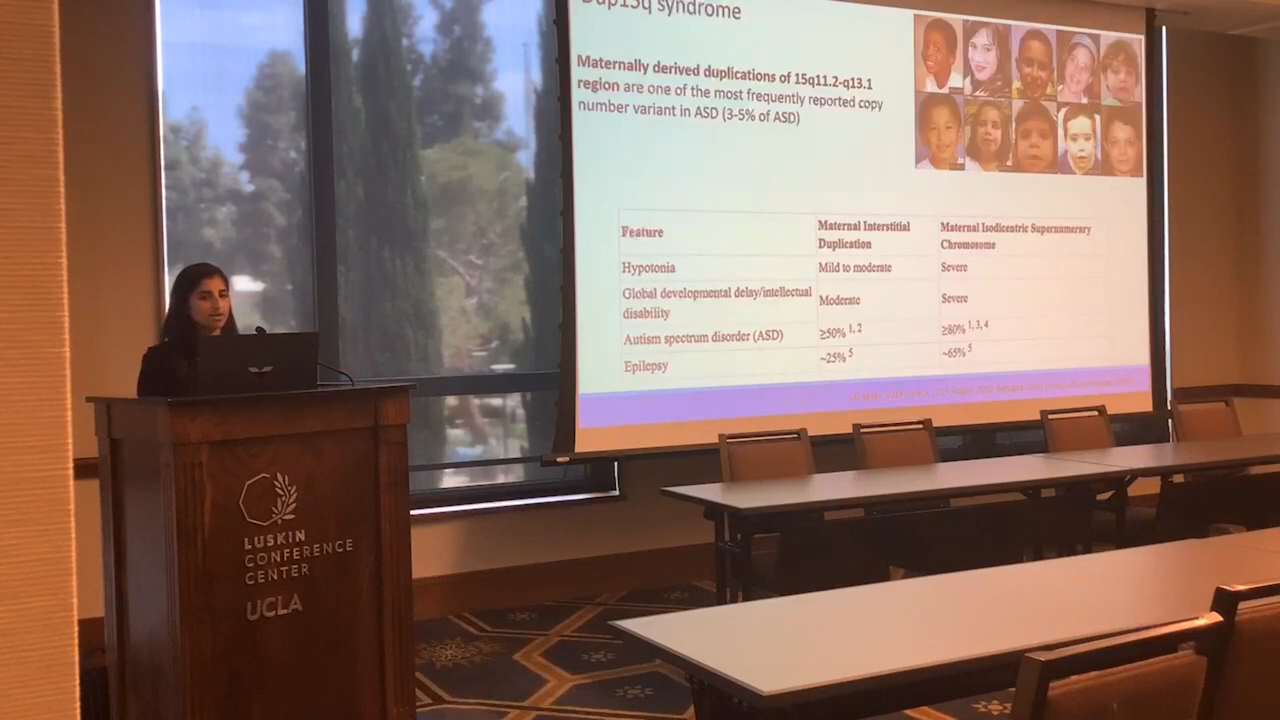 Dup15q syndrome
Maternally derived duplications of 15q11.2-q13.1
region are one of the most frequently reported copy
number variant in ASD (3-5% of ASD)
Feature
Maternal Interstitial
Duplication
Maternal Isodicentric Supernumerary
Chromosome
Hypotonia
Mild to moderate
Severe
Global developmental delay/intellectual
disability
Moderate
Severe
Autism spectrum disorder (ASD)
≥50% 1, 2
≥80% 1, 3, 4
Epilepsy
~25% 5
~65% 5
LUSKIN
CONFERENCE
CENTER
UCLA